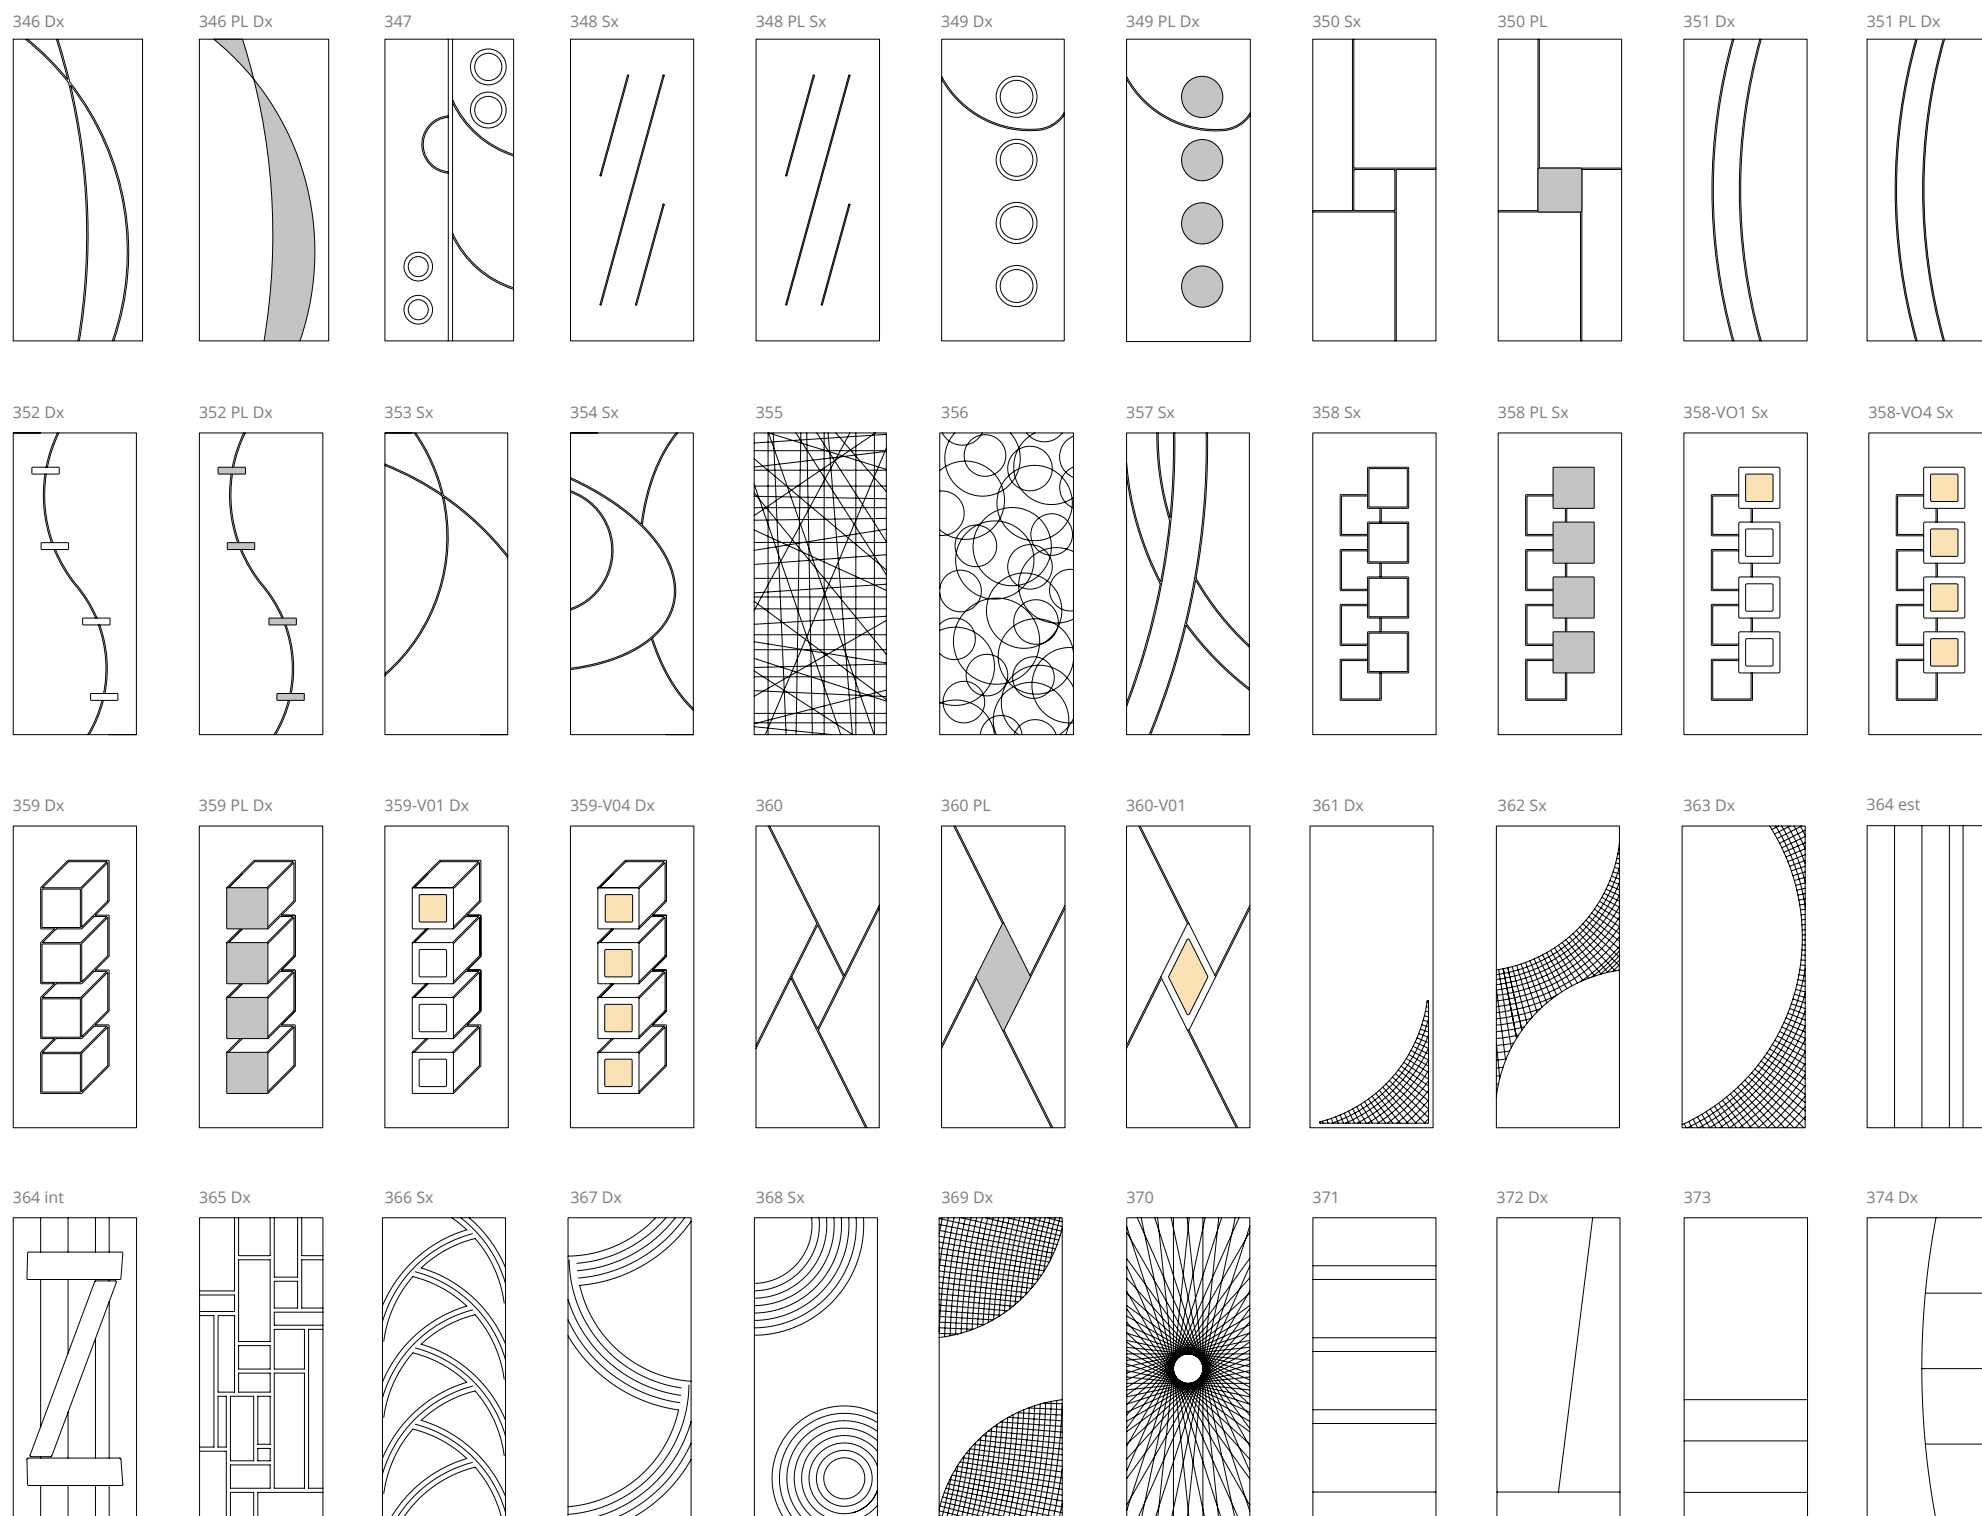 346 Dx 346 PL Dx 347 348 Sx 348 PL Sx 349 Dx 349 PL Dx 350 Sx 350 PL 351 Dx 351 PL Dx
352 Dx 352 PL Dx 353 Sx 354 Sx 355 356 357 Sx 358 Sx 358 PL Sx 358-VO1 Sx 358-VO4 Sx
359 Dx 359 PL Dx 359-V01 Dx 359-V04 Dx 360 360 PL 360-V01 361 Dx 362 Sx 363 Dx 364 est
364 int 365 Dx 366 Sx 367 Dx 368 Sx 369 Dx 370 371 372 Dx 373 374 Dx